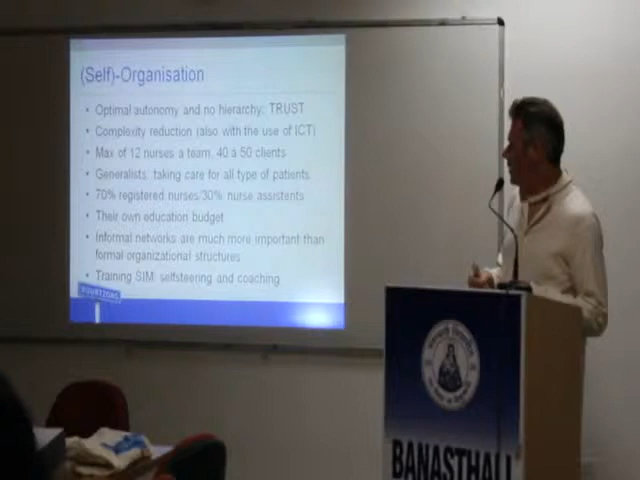 (Self)-Organisation
• Optimal autonomy and no hierarchy: TRUST
• Complexity reduction (also with the use of ICT)
• Max of 12 nurses a team, 40 a 50 clients
• Generalists: taking care for all type of patients
• 70% registered nurses/30% nurse assistents
• Their own education budget
• Informal networks are much more important than
formal organizational structures
• Training SIM: selfsteering and coaching
BUURTZORG
BANASTHALI